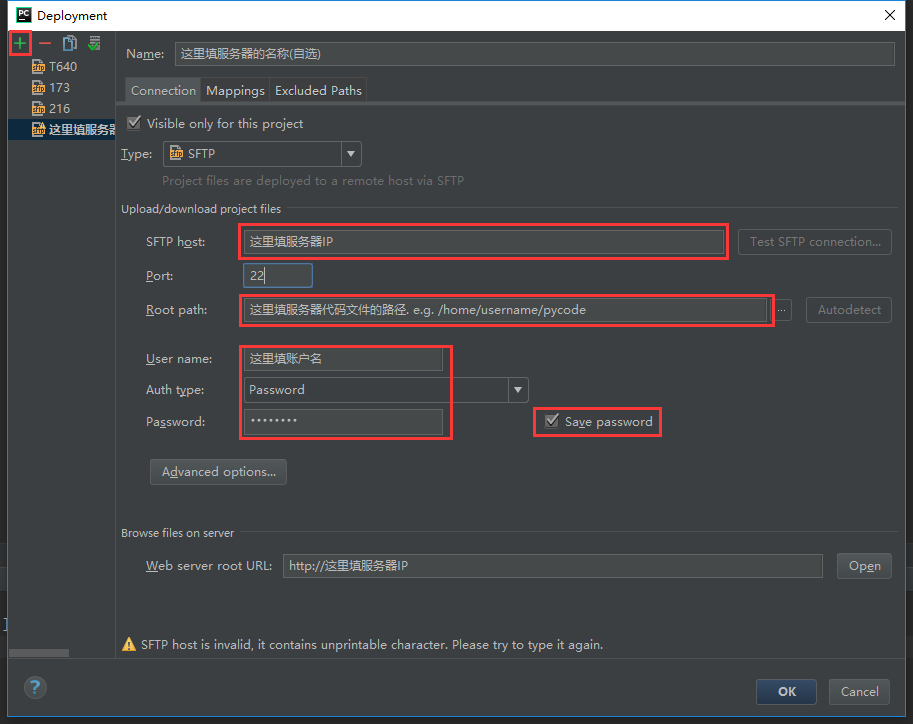 PC Deployment
Name: 这里填服务器的名称(自选)
T640
173
216
这里填服务器
Connection Mappings Excluded Paths
Visible only for this project
Type: SFTP
Project files are deployed to a remote host via SFTP
Upload/download project files
SFTP host: 这里填服务器IP Test SFTP connection...
Port: 22
Root path: 这里填服务器代码文件的路径. e.g. /home/username/pycode ... Autodetect
User name: 这里填账户名
Auth type: Password
Password: •••••••• Save password
Advanced options...
Browse files on server
Web server root URL: http://这里填服务器IP Open
SFTP host is invalid, it contains unprintable character. Please try to type it again.
? OK Cancel